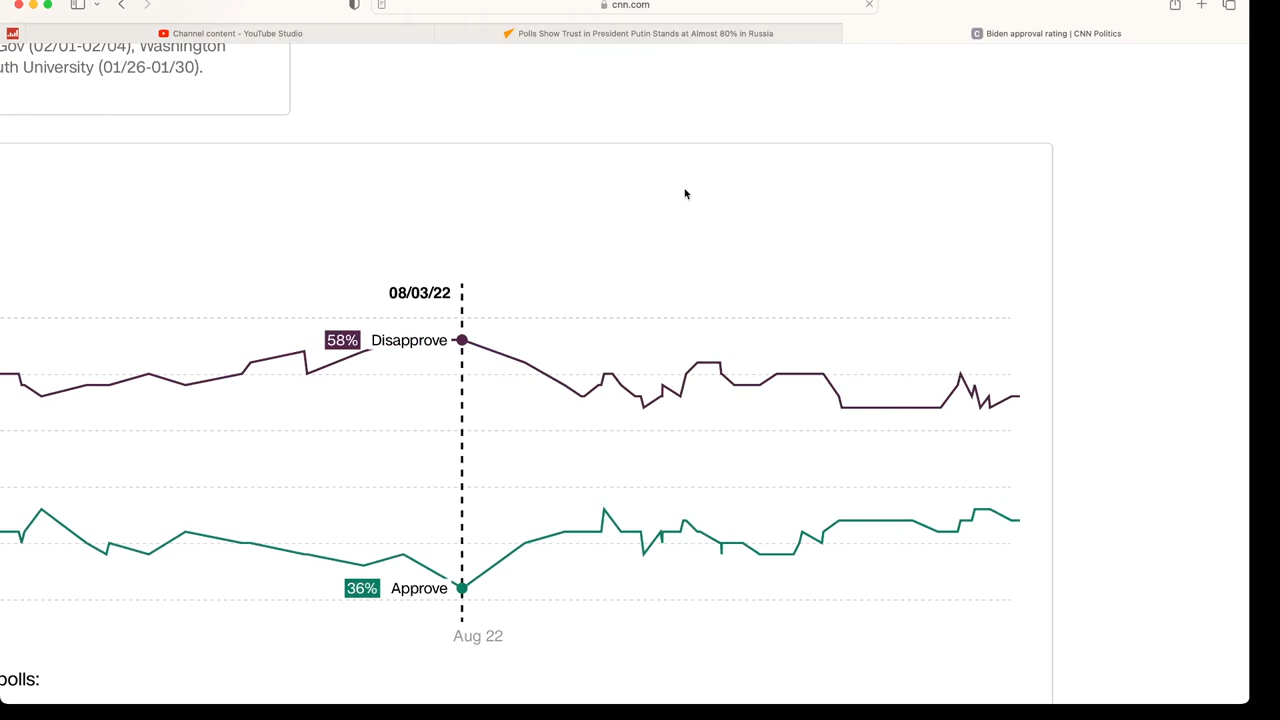 cnn.com
Channel content - YouTube Studio
Polls Show Trust in President Putin Stands at Almost 80% in Russia
C Biden approval rating | CNN Politics
Gov (02/01-02/04), Washington
uth University (01/26-01/30).
08/03/22
58% Disapprove
36% Approve
Aug 22
polls: